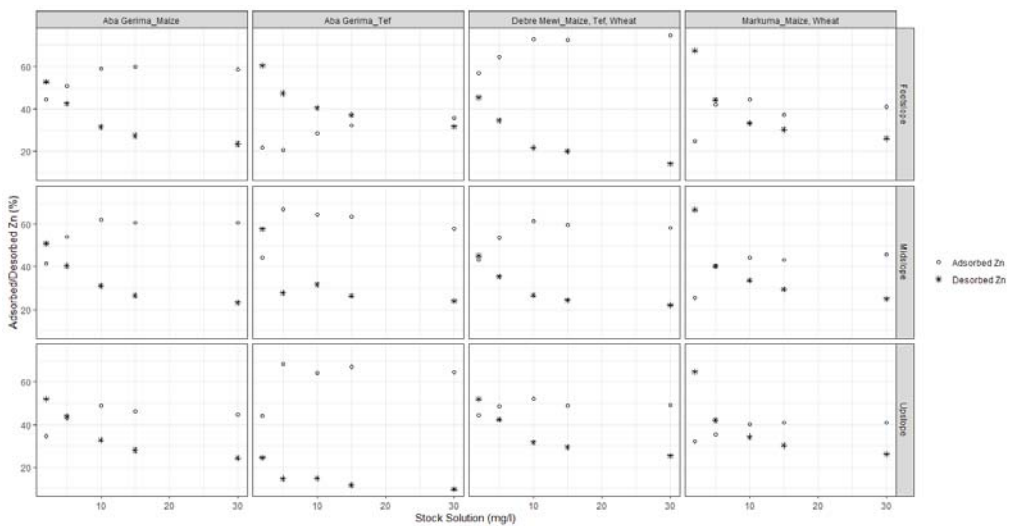 Aba Gerima_Maize
Aba Gerima_Tef
Debre Mewi_Maize, Tef, Wheat
Markuma_Maize, Wheat
60
40
20
Footslope
60
40
20
Midslope
60
40
20
Upslope
Adsorbed/Desorbed Zn (%)
10 20 30
10 20 30
10 20 30
10 20 30
Stock Solution (mg/l)
Adsorbed Zn
Desorbed Zn